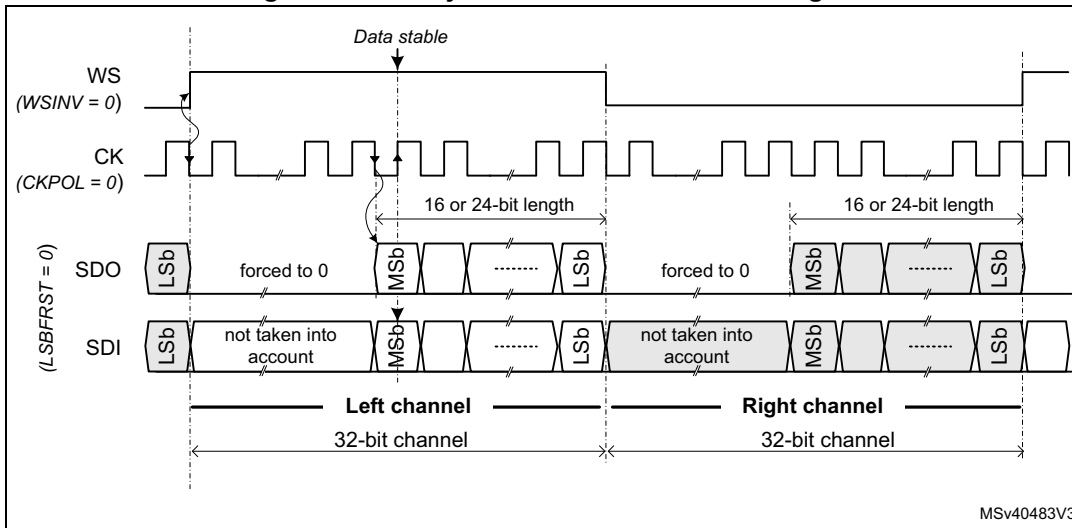 Data stable
WS
(WSINV = 0)
CK
(CKPOL = 0)
16 or 24-bit length
16 or 24-bit length
(LSBFRST = 0)
SDO
LSb
forced to 0
MSb
LSb
forced to 0
MSb
LSb
SDI
LSb
not taken into
account
MSb
LSb
not taken into
account
MSb
LSb
Left channel
Right channel
32-bit channel
32-bit channel
MSv40483V3